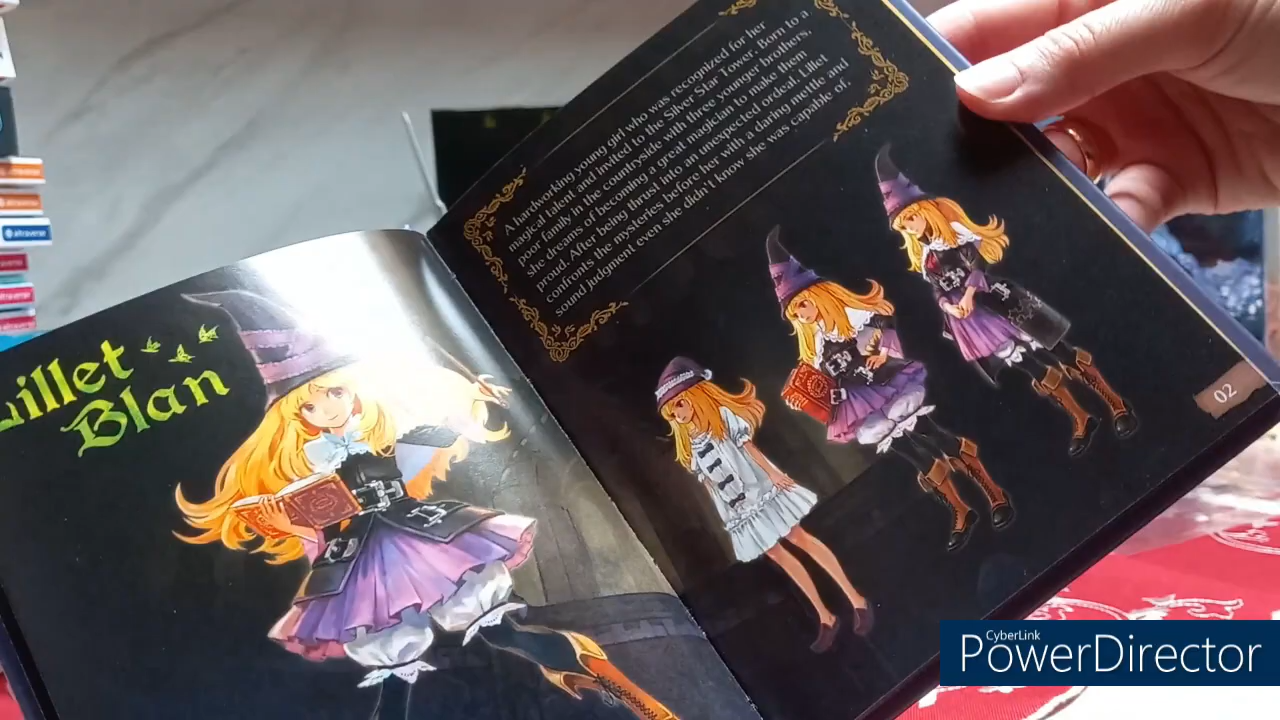 Lillet
Blan
A hardworking young girl who was recognized for her
magical talent and invited to the Silver Star Tower. Born to a
poor family in the countryside with three younger brothers,
she dreams of becoming a great magician to make them
proud. After being thrust into an unexpected ordeal, Lillet
confronts the mysteries before her with a daring mettle and
sound judgment even she didn't know she was capable of.
02
altraverse
CyberLink
PowerDirector